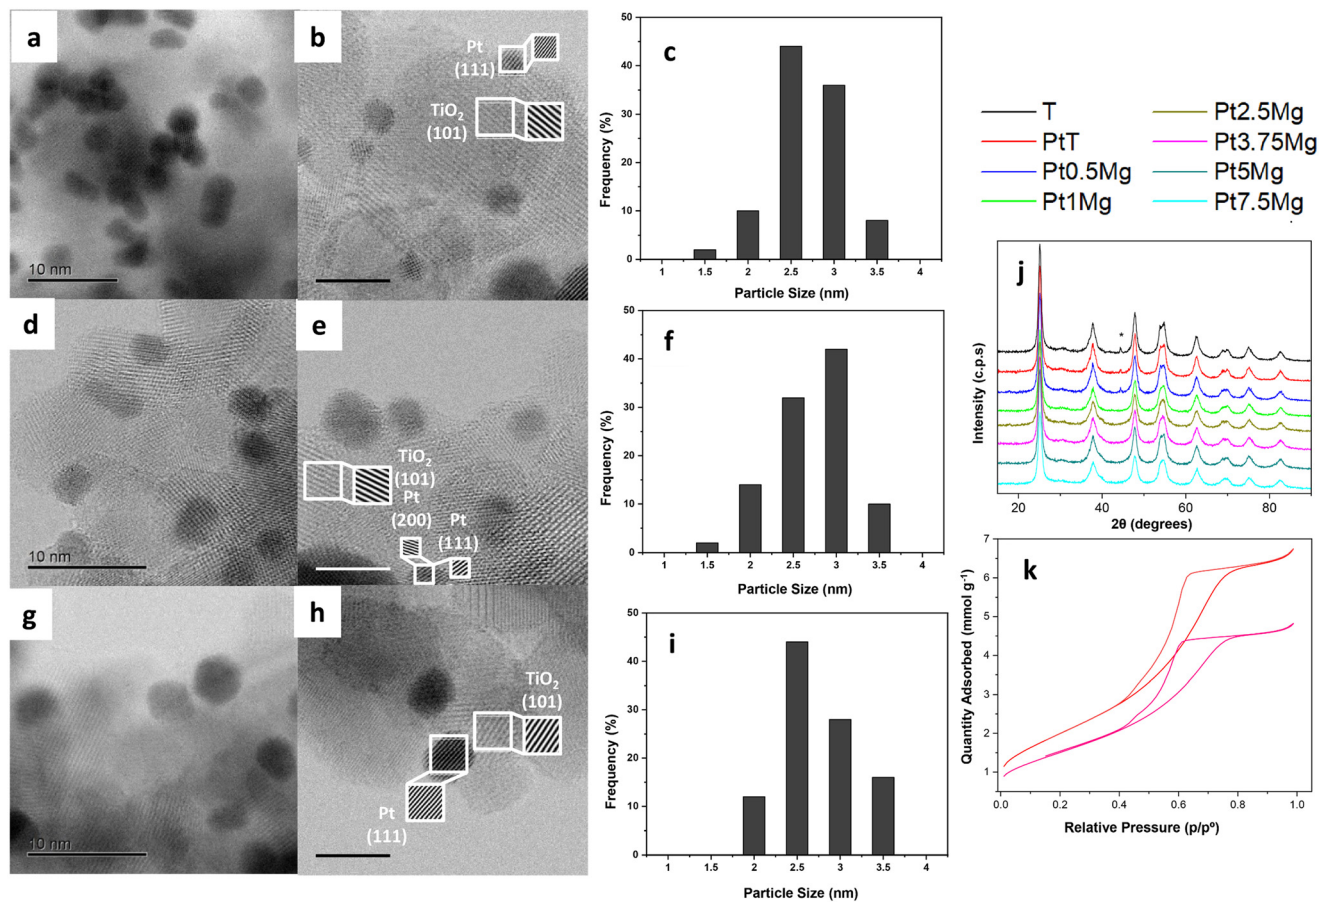 a
10 nm
b
Pt
(111)
TiO2
(101)
c
50
40
30
20
10
0
Frequency (%)
1 1.5 2 2.5 3 3.5 4
Particle Size (nm)
d
10 nm
e
TiO2
(101)
Pt
(200)
Pt
(111)
f
50
40
30
20
10
0
Frequency (%)
1 1.5 2 2.5 3 3.5 4
Particle Size (nm)
g
10 nm
h
TiO2
(101)
Pt
(111)
i
50
40
30
20
10
0
Frequency (%)
1 1.5 2 2.5 3 3.5 4
Particle Size (nm)
T
PtT
Pt0.5Mg
Pt1Mg
Pt2.5Mg
Pt3.75Mg
Pt5Mg
Pt7.5Mg
j
*
Intensity (c.p.s)
20 40 60 80
2θ (degrees)
k
7
6
5
4
3
2
1
Quantity Adsorbed (mmol g⁻¹)
0.0 0.2 0.4 0.6 0.8 1.0
Relative Pressure (p/pº)